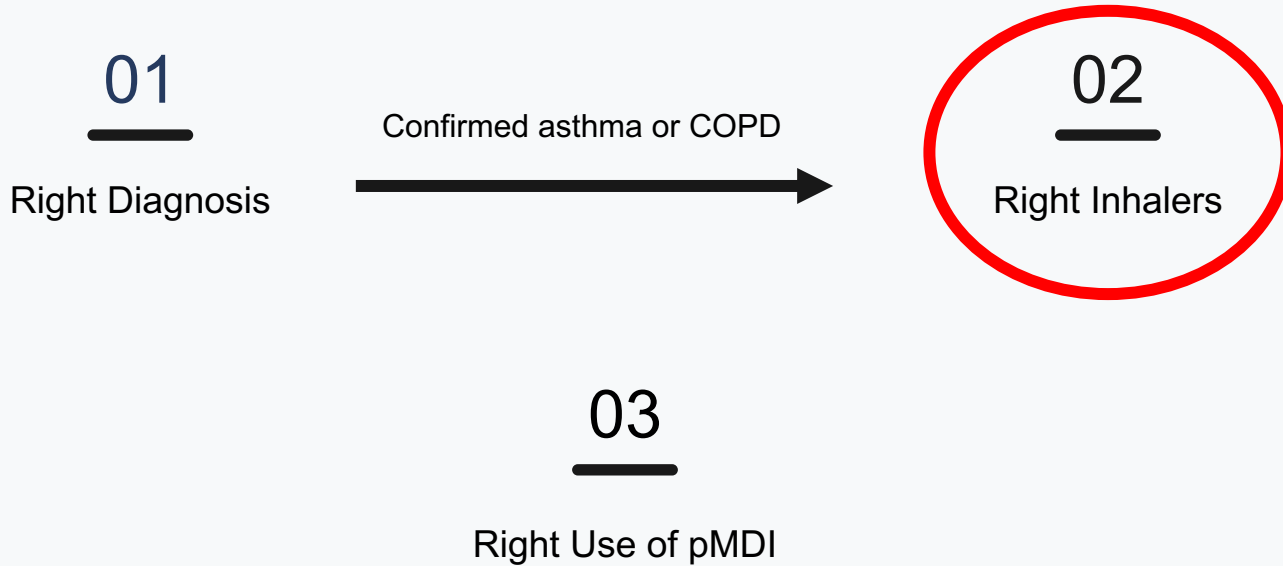 01
Right Diagnosis
Confirmed asthma or COPD
02
Right Inhalers
03
Right Use of pMDI